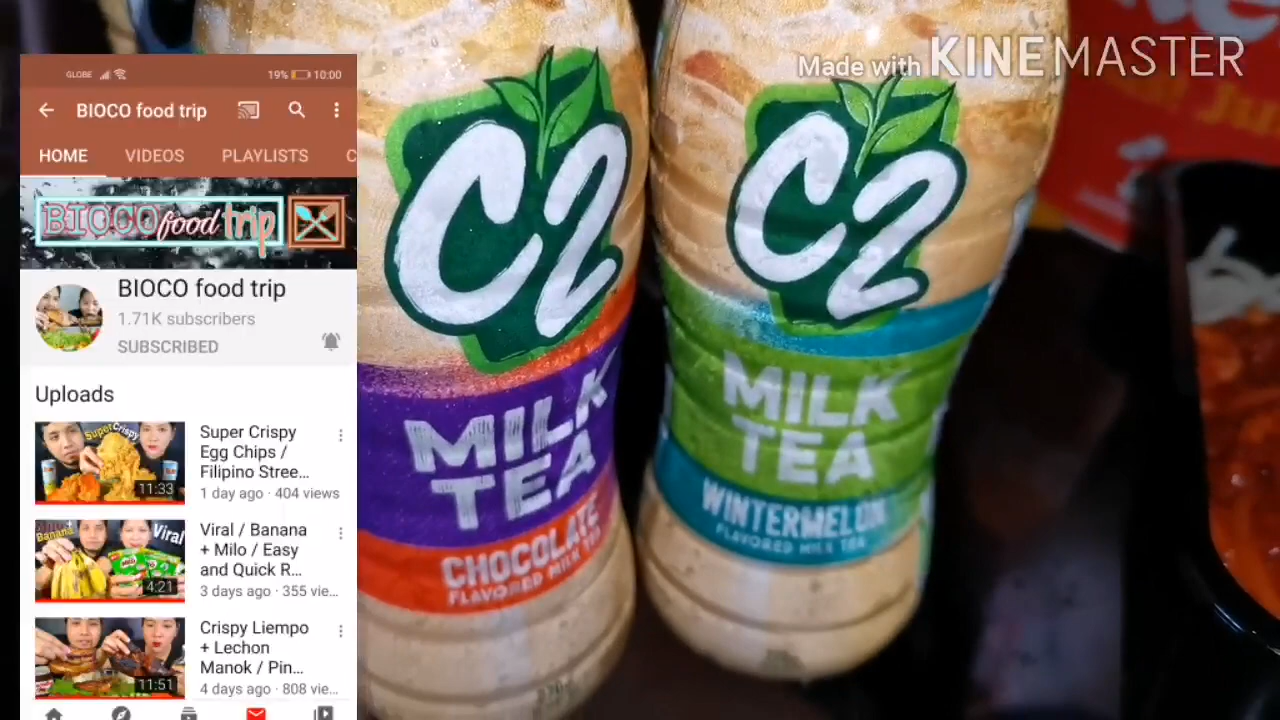 Made with KINEMASTER
GLOBE
19% 10:00
BIOCO food trip
HOME VIDEOS PLAYLISTS C
BIOCO food trip
BIOCO food trip
1.71K subscribers
SUBSCRIBED
Uploads
Super Crispy
Egg Chips /
Filipino Stree...
1 day ago · 404 views
SuperCrispy
11:33
Viral / Banana
+ Milo / Easy
and Quick R...
3 days ago · 355 vie...
Banana
Viral
4:21
Crispy Liempo
+ Lechon
Manok / Pin...
4 days ago · 808 vie...
11:51
C2
MILK
TEA
CHOCOLATE
FLAVORED MILK TEA
C2
MILK
TEA
WINTERMELON
FLAVORED MILK TEA